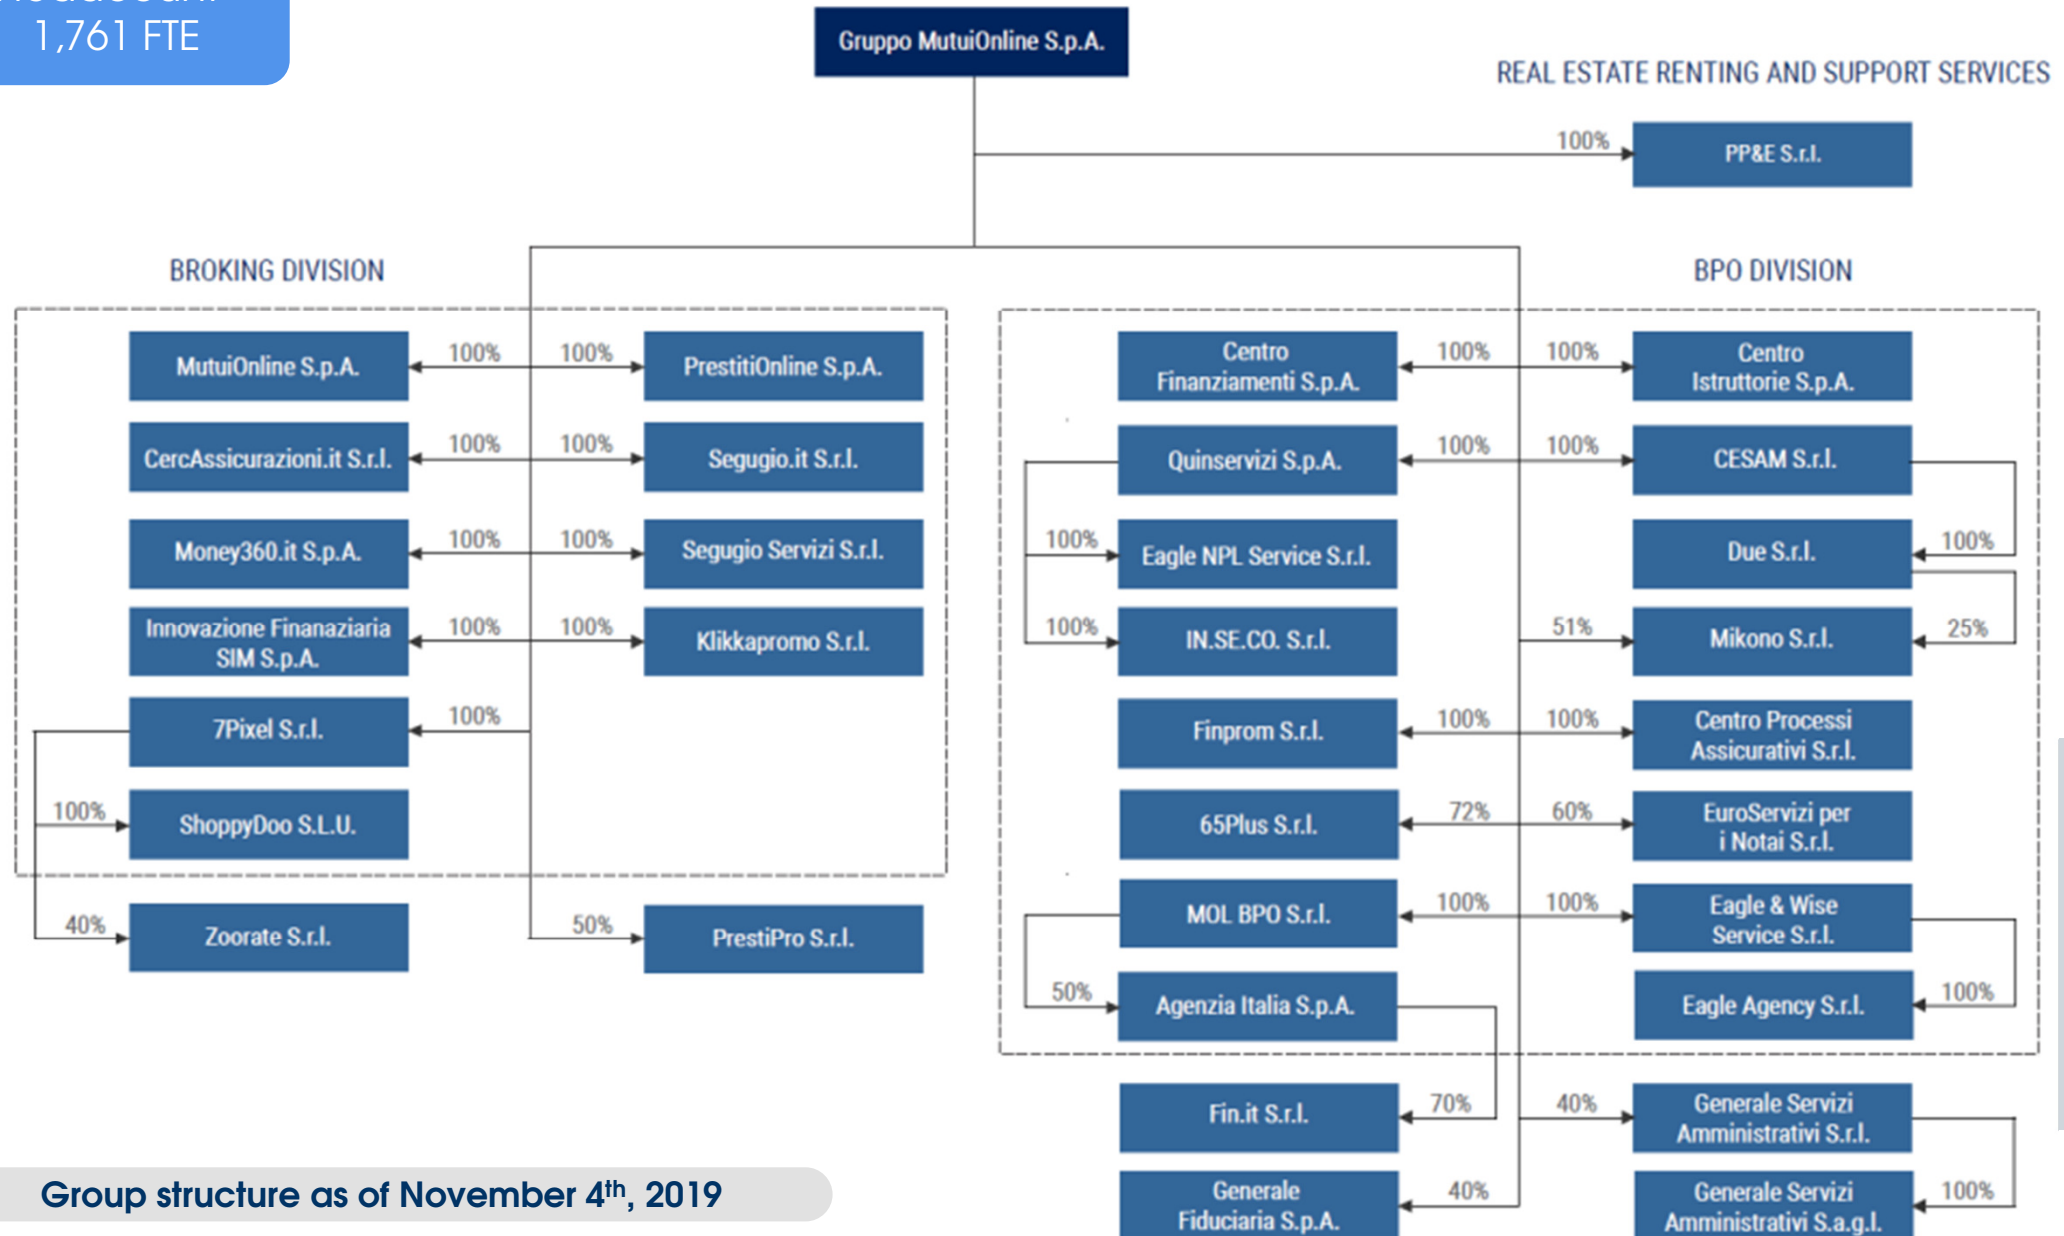 1,761 FTE
Gruppo MutuiOnline S.p.A.
REAL ESTATE RENTING AND SUPPORT SERVICES
100%
PP&E S.r.l.
BROKING DIVISION
MutuiOnline S.p.A.
100%
100%
PrestitiOnline S.p.A.
CercAssicurazioni.it S.r.l.
100%
100%
Segugio.it S.r.l.
Money360.it S.p.A.
100%
100%
Segugio Servizi S.r.l.
Innovazione Finanaziaria
SIM S.p.A.
100%
100%
Klikkapromo S.r.l.
7Pixel S.r.l.
100%
100%
ShoppyDoo S.L.U.
40%
Zoorate S.r.l.
50%
PrestiPro S.r.l.
BPO DIVISION
Centro
Finanziamenti S.p.A.
100%
100%
Centro
Istruttorie S.p.A.
Quinservizi S.p.A.
100%
100%
CESAM S.r.l.
100%
Eagle NPL Service S.r.l.
Due S.r.l.
100%
100%
IN.SE.CO. S.r.l.
51%
Mikono S.r.l.
25%
Finprom S.r.l.
100%
100%
Centro Processi
Assicurativi S.r.l.
65Plus S.r.l.
72%
60%
EuroServizi per
i Notai S.r.l.
MOL BPO S.r.l.
100%
100%
Eagle & Wise
Service S.r.l.
50%
Agenzia Italia S.p.A.
Eagle Agency S.r.l.
100%
Fin.it S.r.l.
70%
40%
Generale Servizi
Amministrativi S.r.l.
Generale
Fiduciaria S.p.A.
40%
Generale Servizi
Amministrativi S.a.g.l.
100%
Group structure as of November 4th, 2019